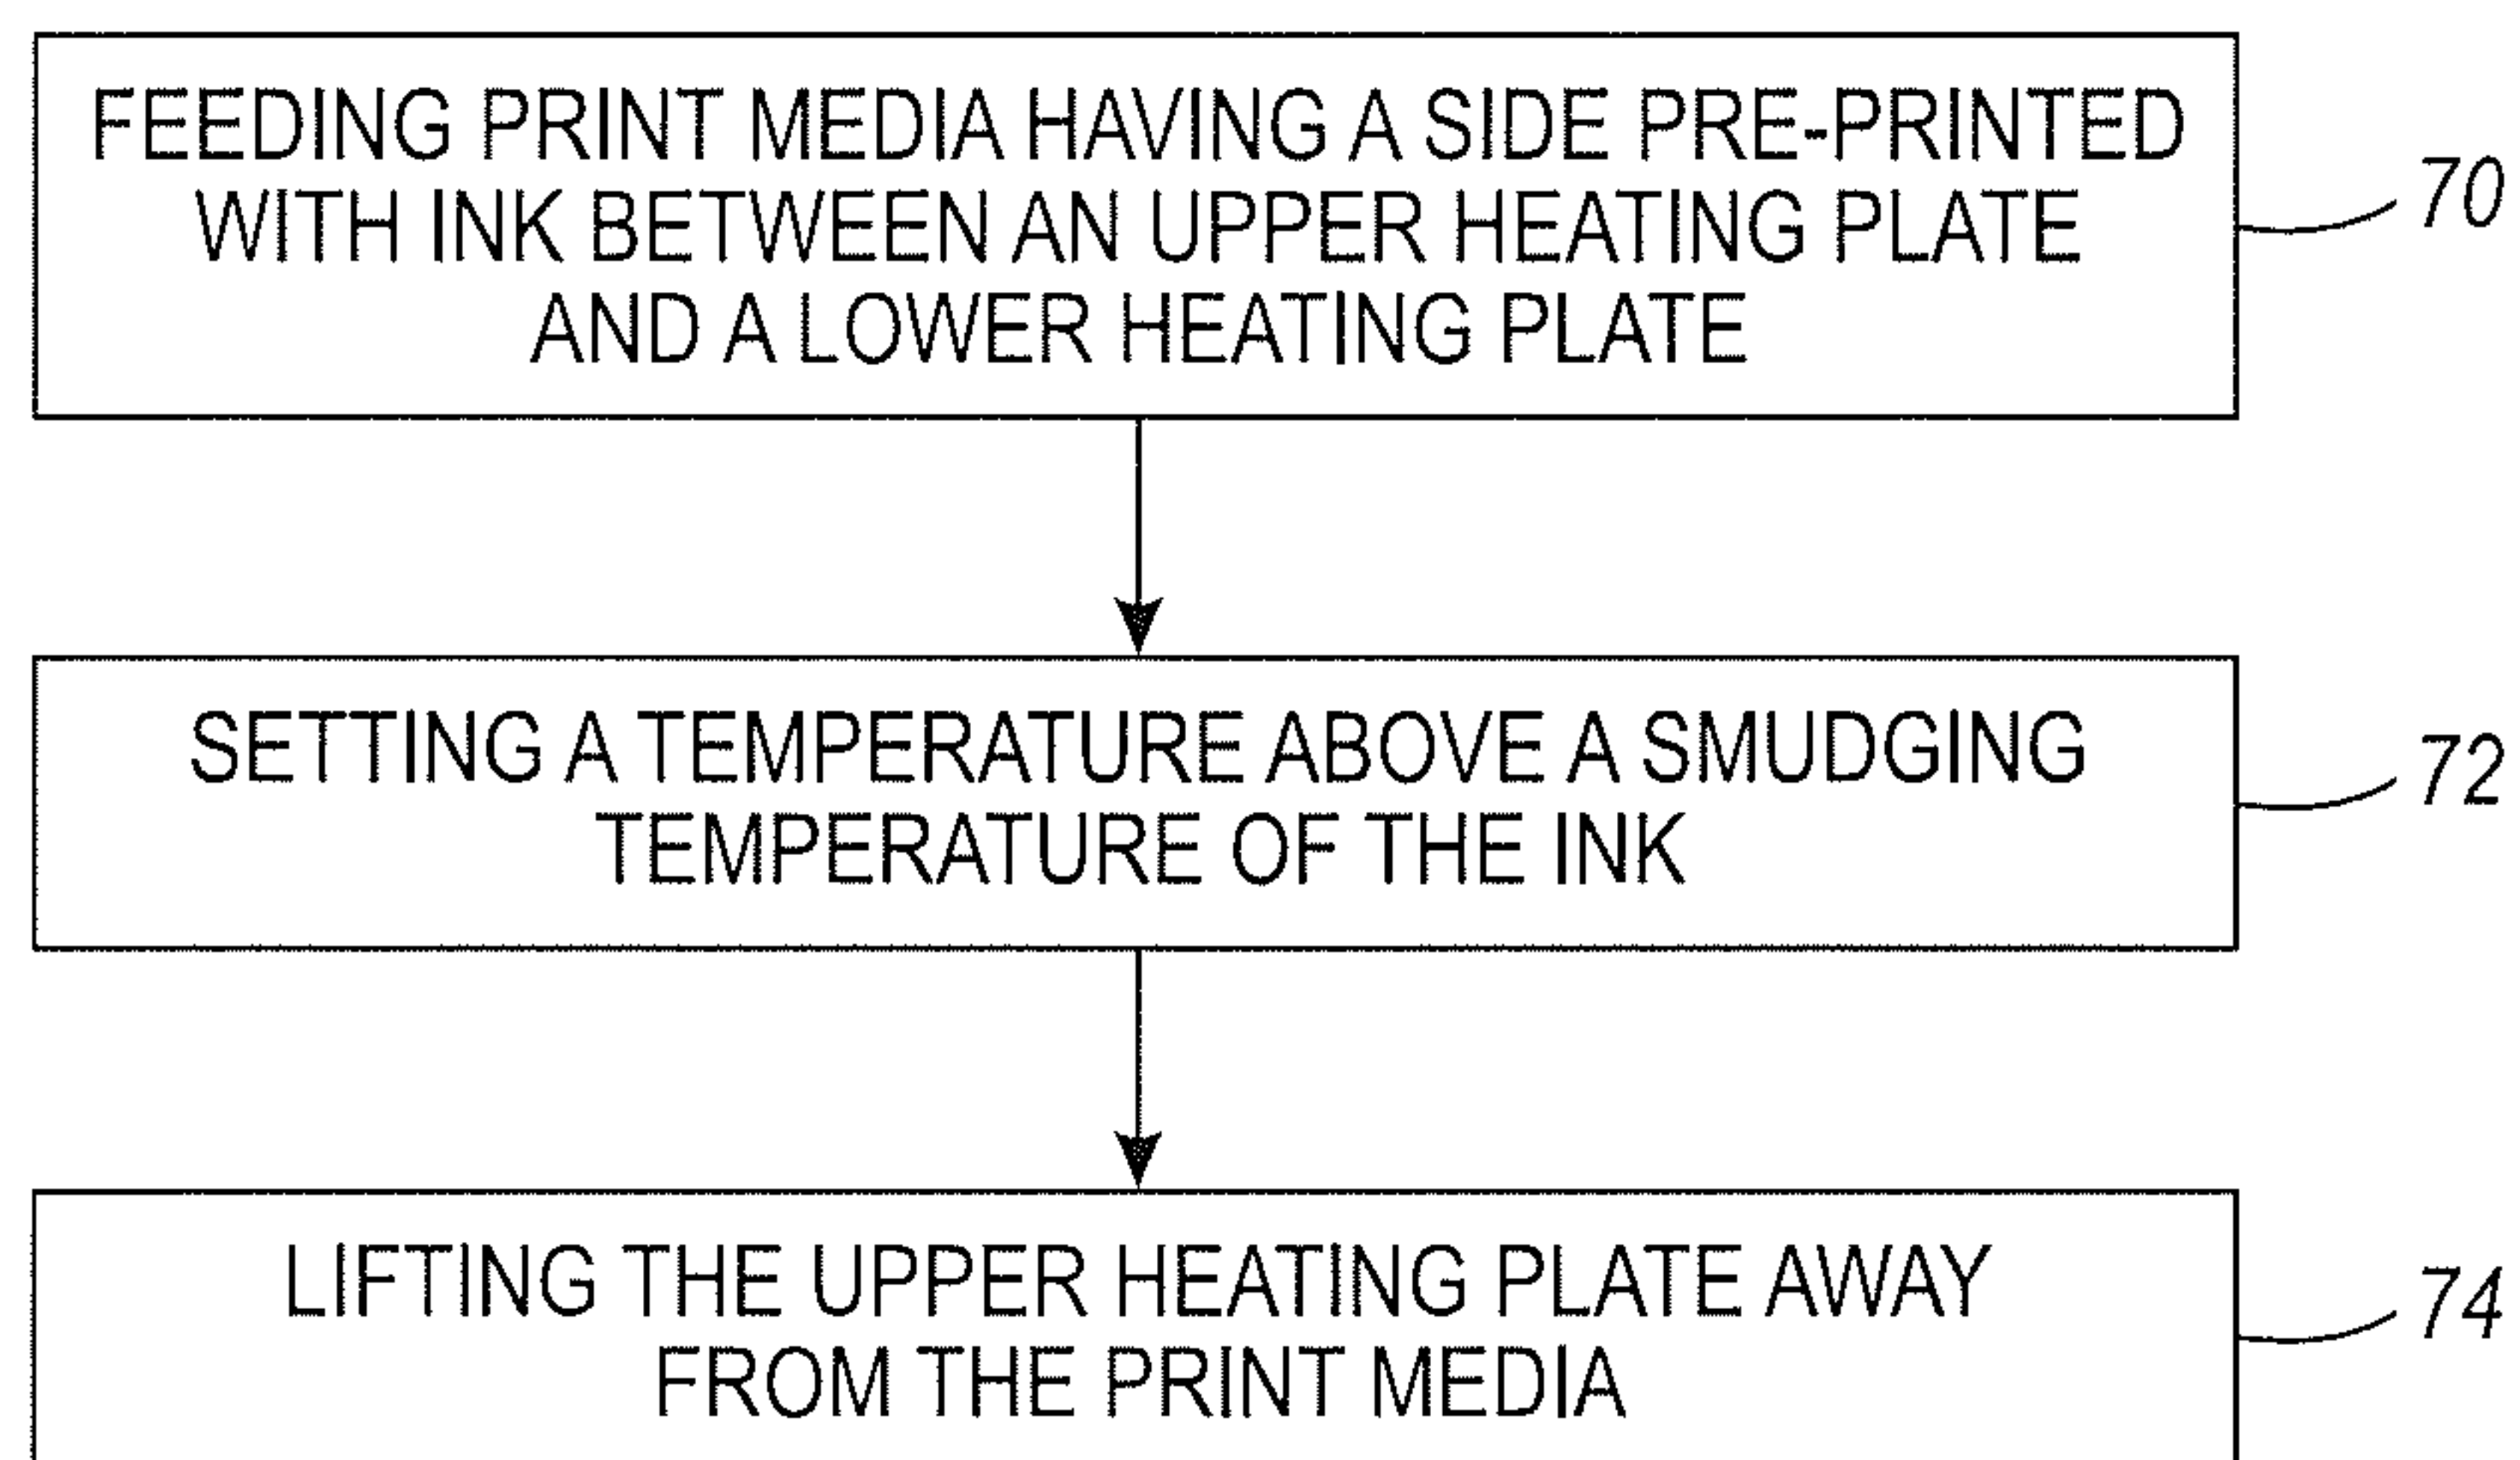 FEEDING PRINT MEDIA HAVING A SIDE PRE-PRINTED
WITH INK BETWEEN AN UPPER HEATING PLATE
AND A LOWER HEATING PLATE
70
SETTING A TEMPERATURE ABOVE A SMUDGING
TEMPERATURE OF THE INK
72
LIFTING THE UPPER HEATING PLATE AWAY
FROM THE PRINT MEDIA
74